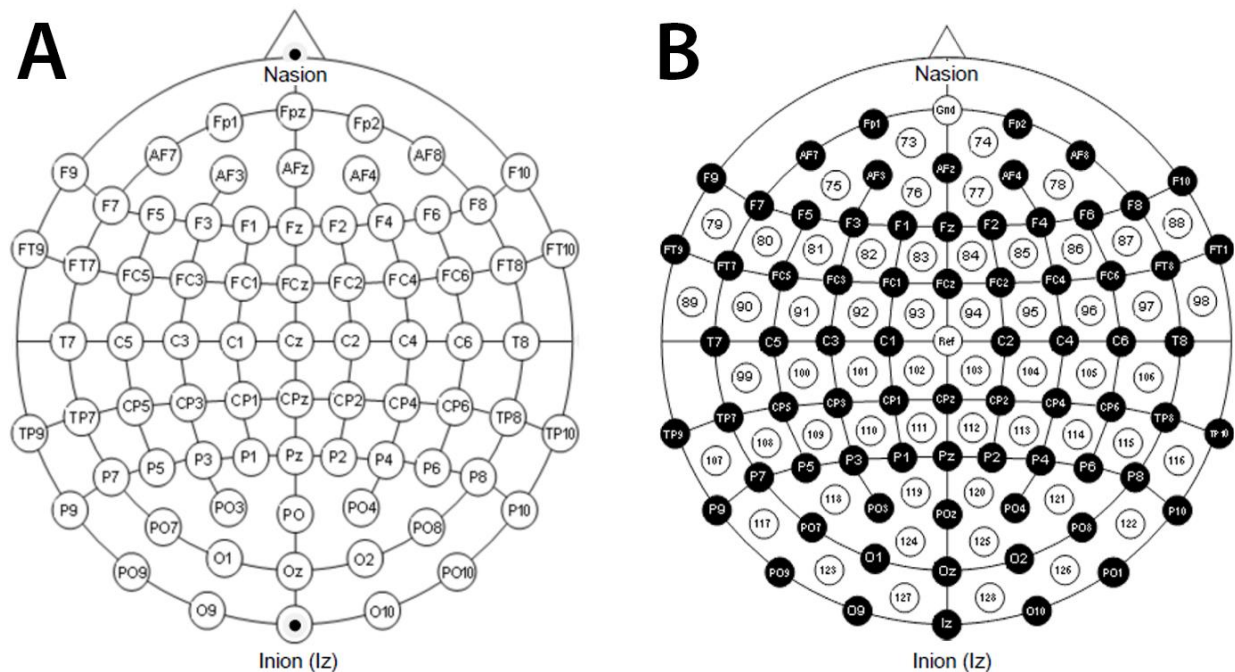 A
Nasion
Fpz
Fp1 Fp2
AF7 AF8
AF3 AFz AF4
F9 F10
F7 F5 F3 F1 Fz F2 F4 F6 F8
FT9 FT10
FT7 FC5 FC3 FC1 FCz FC2 FC4 FC6 FT8
T7 C5 C3 C1 Cz C2 C4 C6 T8
TP7 CP5 CP3 CP1 CPz CP2 CP4 CP6 TP8
TP9 TP10
P7 P5 P3 P1 Pz P2 P4 P6 P8
P9 PO3 PO PO4 P10
PO7 PO8
O1 Oz O2
PO9 PO10
O9 O10
Inion (Iz)
B
Nasion
Gnd
Fp1 Fp2
73 74
AF7 AF8
AF3 AFz AF4
F9 75 76 77 78 F10
F7 F5 F3 F1 Fz F2 F4 F6 F8
79 80 81 82 83 84 85 86 87 88
FT9 FT1
FT7 FC5 FC3 FC1 FCz FC2 FC4 FC6 FT8
89 90 91 92 93 94 95 96 97 98
T7 C5 C3 C1 Ref C2 C4 C6 T8
99 100 101 102 103 104 105 106
TP7 CP5 CP3 CP1 CPz CP2 CP4 CP6 TP8
TP9 TP10
107 108 109 110 111 112 113 114 115 116
P7 P5 P3 P1 Pz P2 P4 P6 P8
118 119 120 121
P9 PO3 POz PO4 P10
117 PO7 PO8 122
124 125
O1 Oz O2
PO9 123 126 PO1
127 128
O9 Iz O10
Inion (Iz)